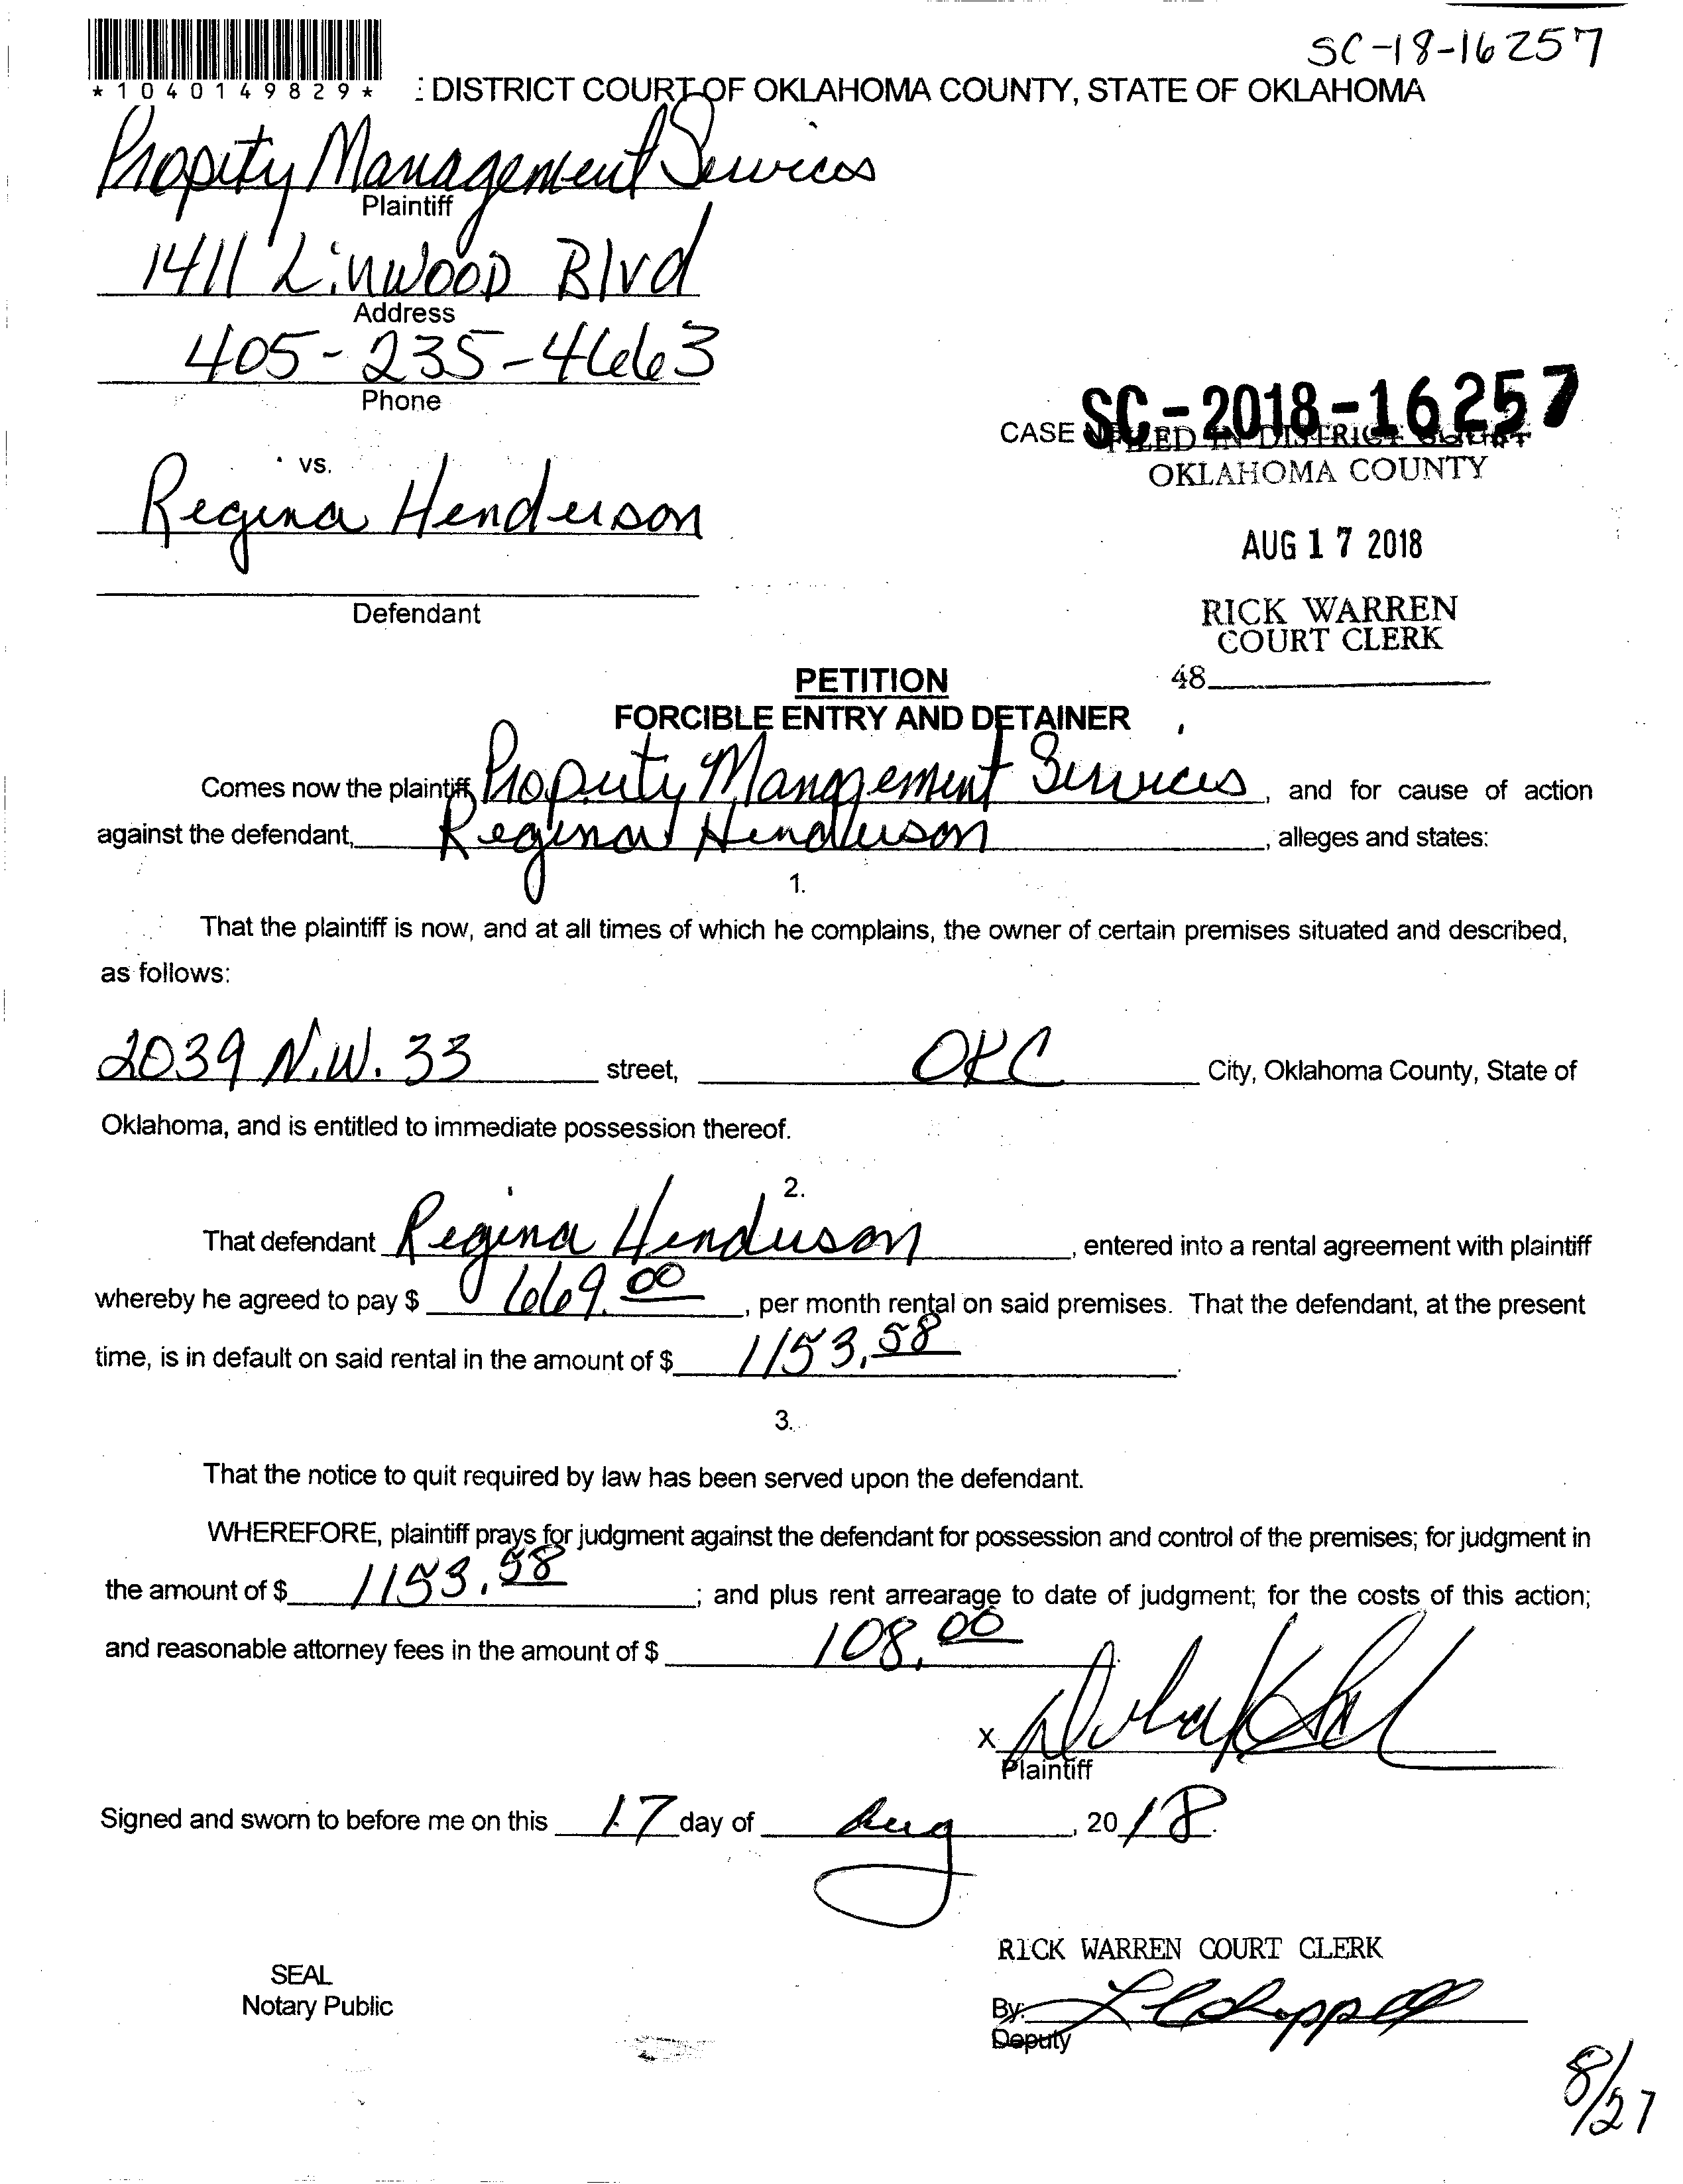 SC-18-16257
*1040149829*
: DISTRICT COURT OF OKLAHOMA COUNTY, STATE OF OKLAHOMA
Property Management Services
Plaintiff
1411 Linwood Blvd
Address
405-235-4663
Phone
SC-2018-16257
CASE
FILED IN DISTRICT COURT
OKLAHOMA COUNTY
vs.
Regina Henderson
AUG 17 2018
Defendant
RICK WARREN
COURT CLERK
48
PETITION
FORCIBLE ENTRY AND DETAINER
Comes now the plaintiff, Property Management Services, and for cause of action
against the defendant, Regina Henderson, alleges and states:
1.
That the plaintiff is now, and at all times of which he complains, the owner of certain premises situated and described,
as follows:
2039 N.W. 33 street, OKC City, Oklahoma County, State of
Oklahoma, and is entitled to immediate possession thereof.
2.
That defendant Regina Henderson, entered into a rental agreement with plaintiff
whereby he agreed to pay $ 669.00, per month rental on said premises. That the defendant, at the present
time, is in default on said rental in the amount of $ 1153.58.
3.
That the notice to quit required by law has been served upon the defendant.
WHEREFORE, plaintiff prays for judgment against the defendant for possession and control of the premises; for judgment in
the amount of $ 1153.58; and plus rent arrearage to date of judgment; for the costs of this action;
and reasonable attorney fees in the amount of $ 108.00.
X
Plaintiff
Signed and sworn to before me on this 17 day of Aug, 2018.
RICK WARREN COURT CLERK
SEAL
Notary Public
By:
Deputy
8/27